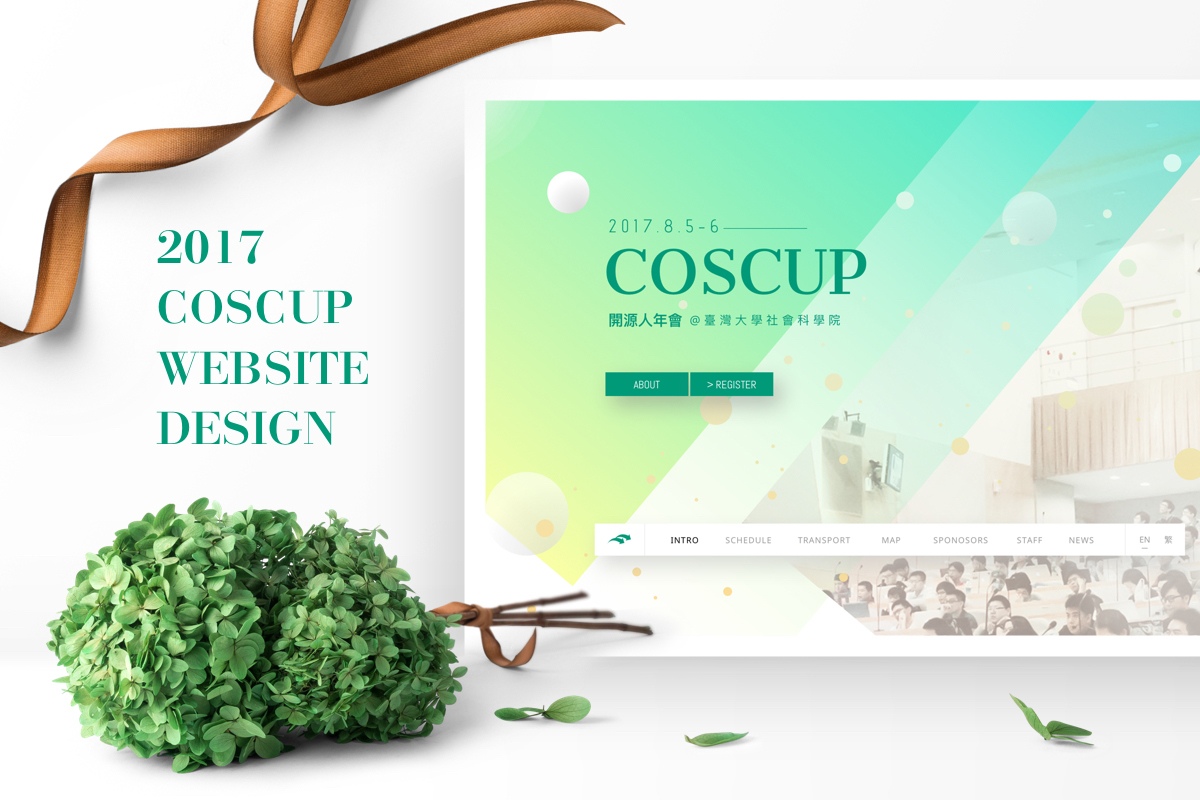 2017
COSCUP
WEBSITE
DESIGN
2017.8.5-6
COSCUP
開源人年會 @臺灣大學社會科學院
ABOUT
> REGISTER
INTRO SCHEDULE TRANSPORT MAP SPONOSORS STAFF NEWS EN 繁